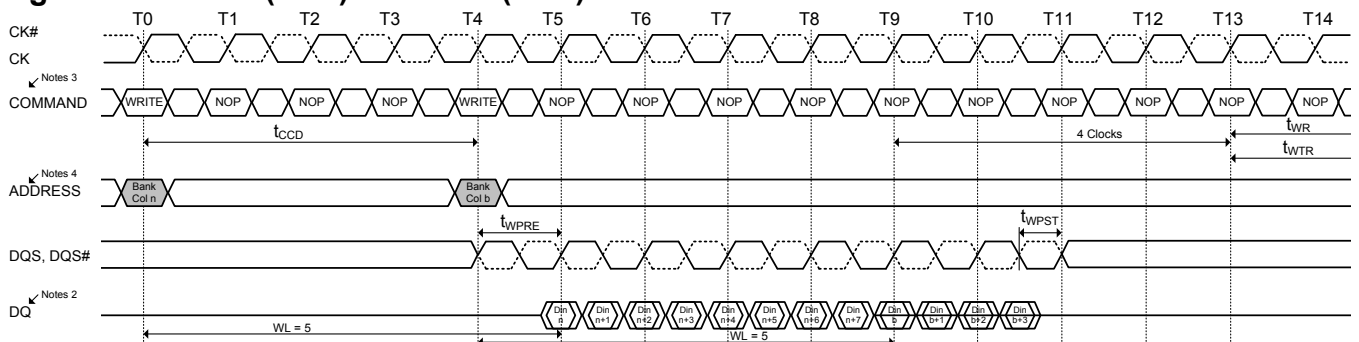 T0 T1 T2 T3 T4 T5 T6 T7 T8 T9 T10 T11 T12 T13 T14
CK#
CK
Notes 3
COMMAND WRITE NOP NOP NOP WRITE NOP NOP NOP NOP NOP NOP NOP NOP NOP NOP
tCCD 4 Clocks tWR
tWTR
Notes 4
ADDRESS
Bank Col n
Bank Col b
tWPRE tWPST
DQS, DQS#
Notes 2
DQ
Din n
Din n+1
Din n+2
Din n+3
Din n+4
Din n+5
Din n+6
Din n+7
Din b
Din b+1
Din b+2
Din b+3
WL = 5 WL = 5